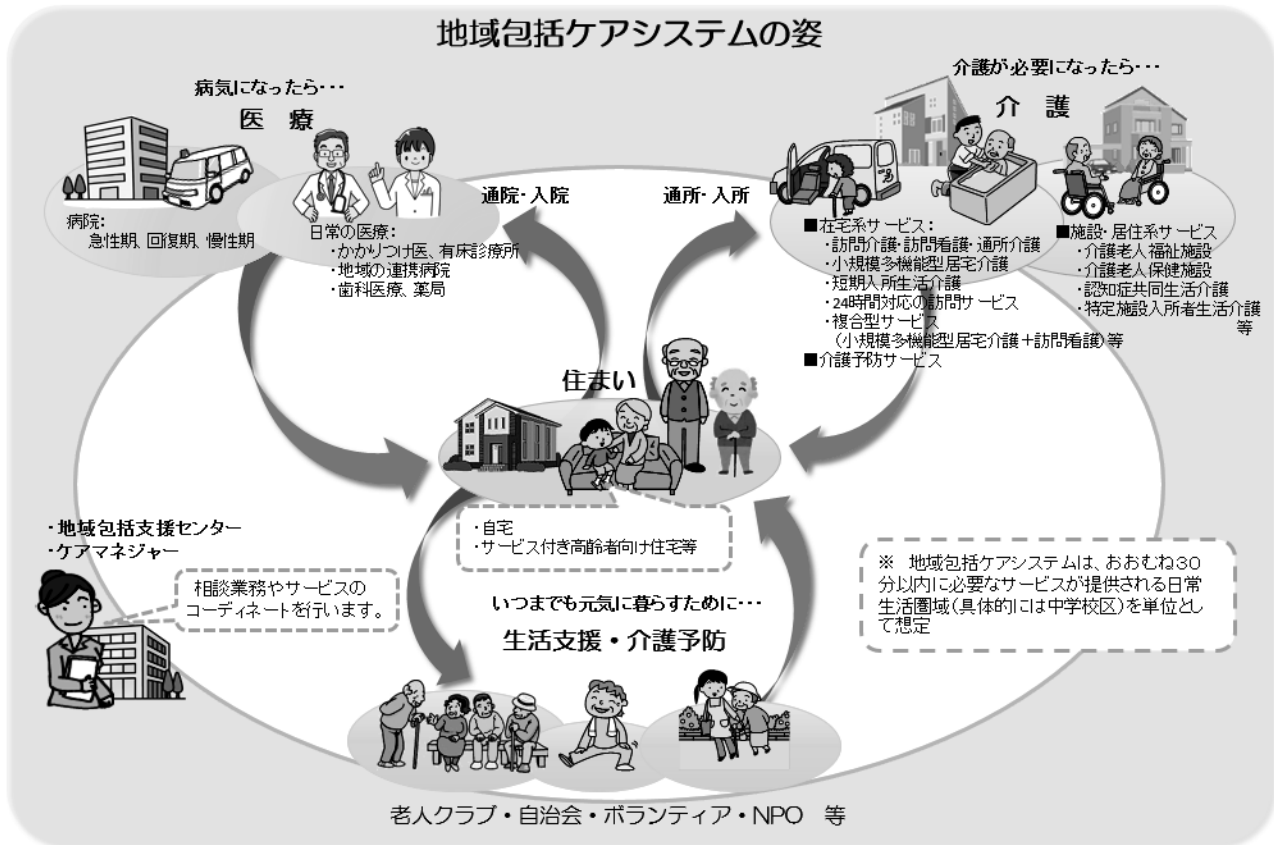 地域包括ケアシステムの姿
病気になったら･･･
医　療
病院：
急性期、回復期、慢性期
日常の医療：
・かかりつけ医、有床診療所
・地域の連携病院
・歯科医療、薬局
通院・入院
通所・入所
介護が必要になったら･･･
介　護
■在宅系サービス：
・訪問介護・訪問看護・通所介護
・小規模多機能型居宅介護
・短期入所生活介護
・24時間対応の訪問サービス
・複合型サービス
（小規模多機能型居宅介護＋訪問看護）等
■介護予防サービス
■施設・居住系サービス
・介護老人福祉施設
・介護老人保健施設
・認知症共同生活介護
・特定施設入所者生活介護
等
住まい
・自宅
・サービス付き高齢者向け住宅等
・地域包括支援センター
・ケアマネジャー
相談業務やサービスの
コーディネートを行います。
いつまでも元気に暮らすために･･･
生活支援・介護予防
※　地域包括ケアシステムは、おおむね30
分以内に必要なサービスが提供される日常
生活圏域（具体的には中学校区）を単位とし
て想定
老人クラブ・自治会・ボランティア・NPO　等